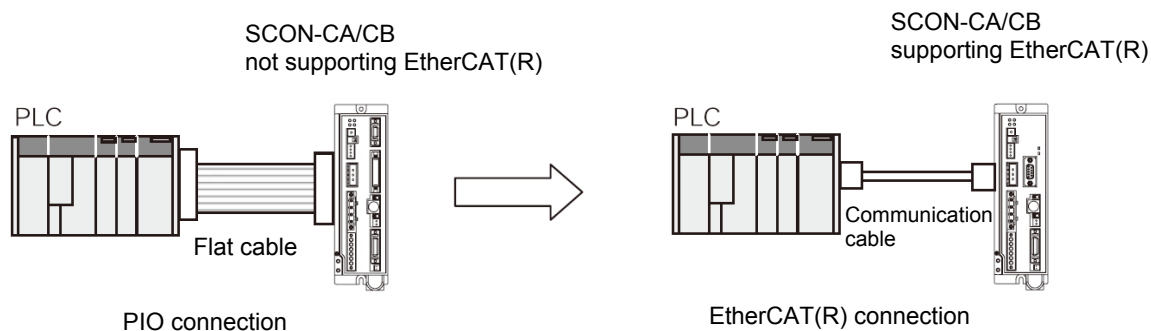 SCON-CA/CB
not supporting EtherCAT(R)
PLC
Flat cable
PIO connection
SCON-CA/CB
supporting EtherCAT(R)
PLC
Communication
cable
EtherCAT(R) connection